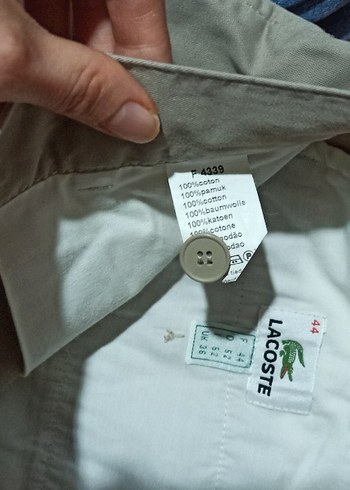 F 4339
100%coton
100%pamuk
100%cotton
100%baumwolle
100%katoen
100%cotone
44
LACOSTE
F 44
D 52
52
UK 36